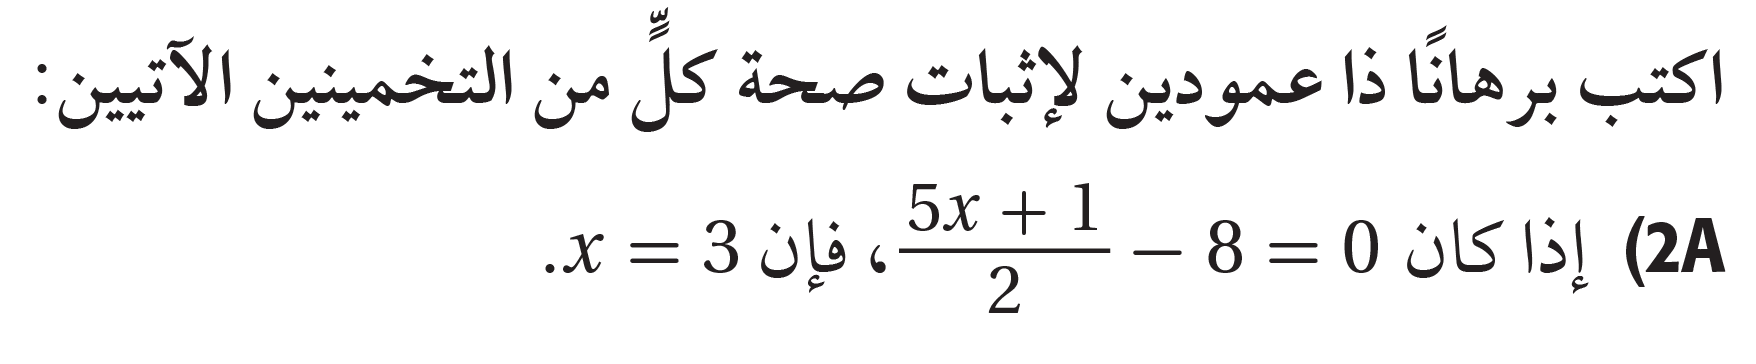 اكتب برهانًا ذا عمودين لإثبات صحة كلٍّ من التخمينين الآتيين:
2A) إذا كان $\frac{5x + 1}{2} - 8 = 0$، فإن $x = 3$.